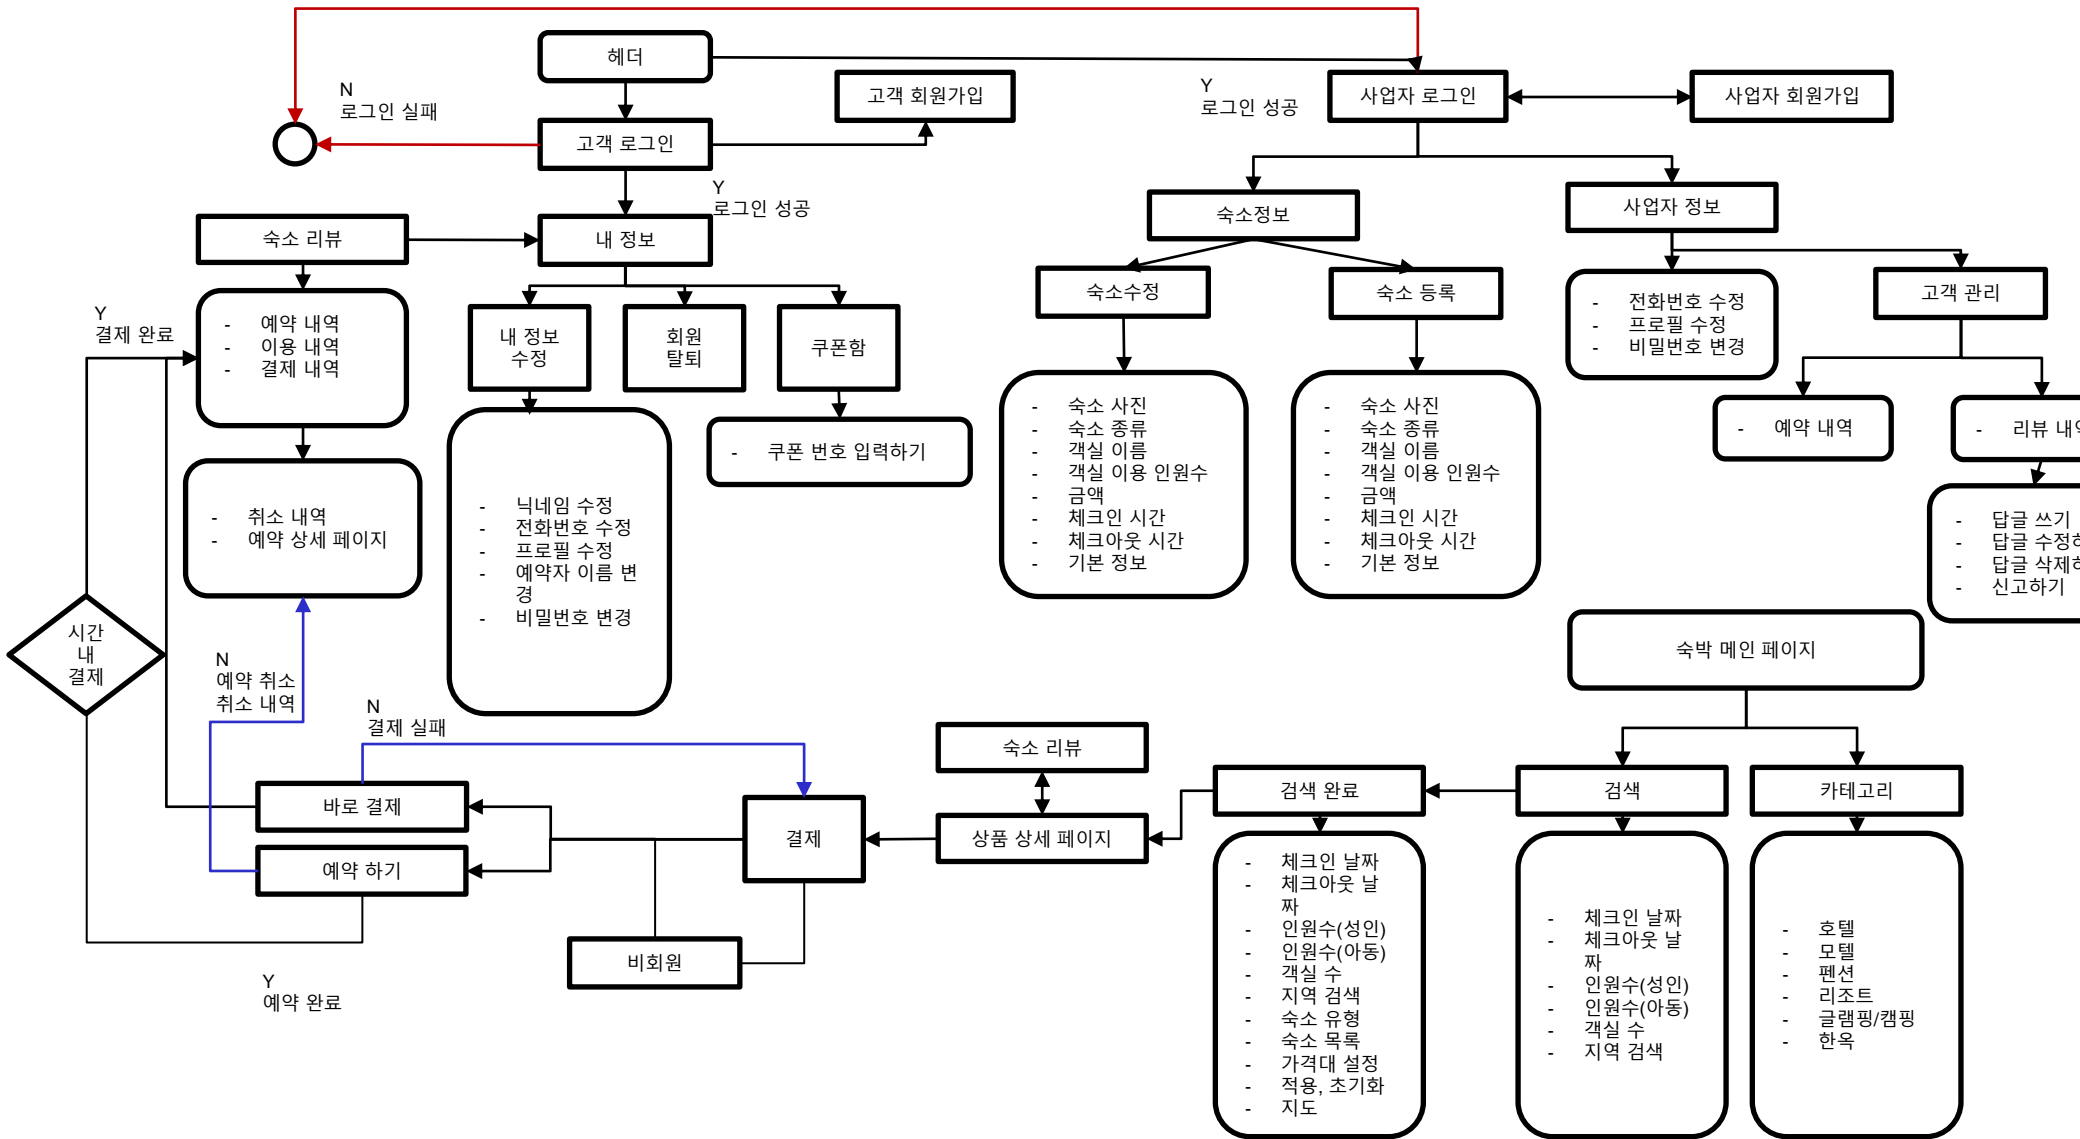 헤더
N
로그인 실패
고객 회원가입
Y
로그인 성공
사업자 로그인
사업자 회원가입
고객 로그인
Y
로그인 성공
숙소 리뷰
내 정보
숙소정보
사업자 정보
Y
결제 완료
- 예약 내역
- 이용 내역
- 결제 내역
내 정보
수정
회원
탈퇴
쿠폰함
숙소수정
숙소 등록
- 전화번호 수정
- 프로필 수정
- 비밀번호 변경
고객 관리
- 쿠폰 번호 입력하기
- 예약 내역
- 리뷰 내역
- 취소 내역
- 예약 상세 페이지
- 닉네임 수정
- 전화번호 수정
- 프로필 수정
- 예약자 이름 변
경
- 비밀번호 변경
- 숙소 사진
- 숙소 종류
- 객실 이름
- 객실 이용 인원수
- 금액
- 체크인 시간
- 체크아웃 시간
- 기본 정보
- 숙소 사진
- 숙소 종류
- 객실 이름
- 객실 이용 인원수
- 금액
- 체크인 시간
- 체크아웃 시간
- 기본 정보
- 답글 쓰기
- 답글 수정하
- 답글 삭제하
- 신고하기
시간
내
결제
N
예약 취소
취소 내역
N
결제 실패
숙박 메인 페이지
숙소 리뷰
검색 완료
검색
카테고리
바로 결제
결제
상품 상세 페이지
예약 하기
비회원
Y
예약 완료
- 체크인 날짜
- 체크아웃 날
짜
- 인원수(성인)
- 인원수(아동)
- 객실 수
- 지역 검색
- 숙소 유형
- 숙소 목록
- 가격대 설정
- 적용, 초기화
- 지도
- 체크인 날짜
- 체크아웃 날
짜
- 인원수(성인)
- 인원수(아동)
- 객실 수
- 지역 검색
- 호텔
- 모텔
- 펜션
- 리조트
- 글램핑/캠핑
- 한옥